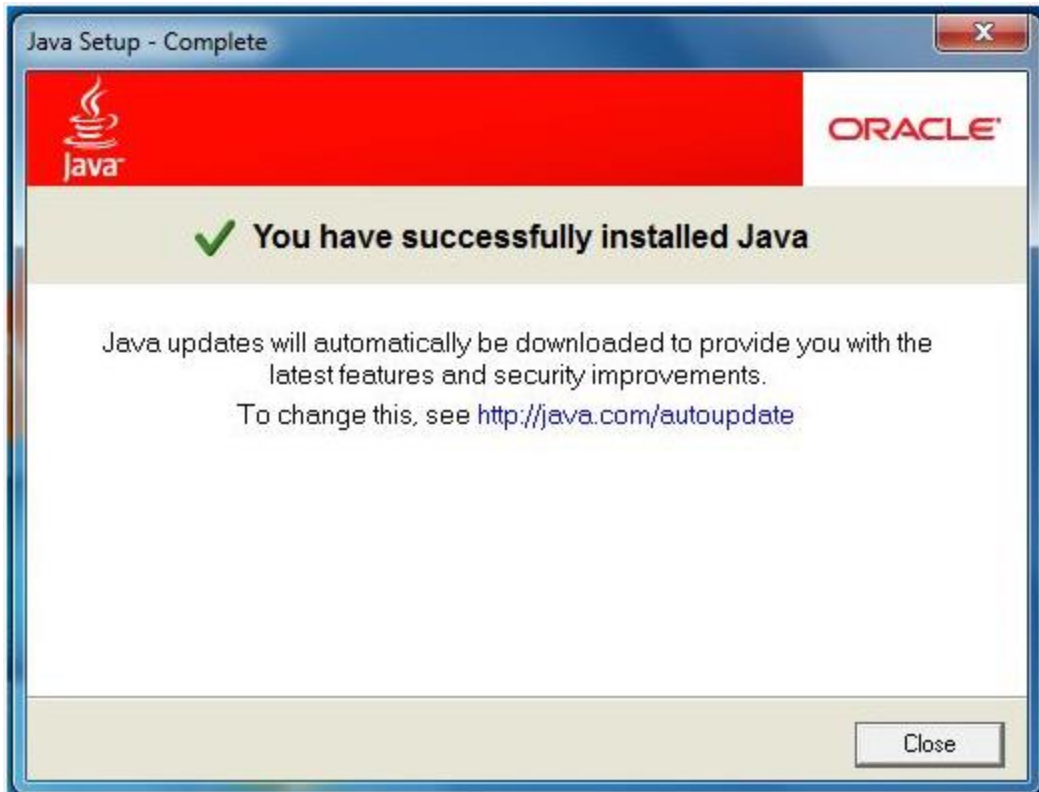 Java Setup - Complete
Java™
ORACLE®
You have successfully installed Java
Java updates will automatically be downloaded to provide you with the
latest features and security improvements.
To change this, see http://java.com/autoupdate
Close